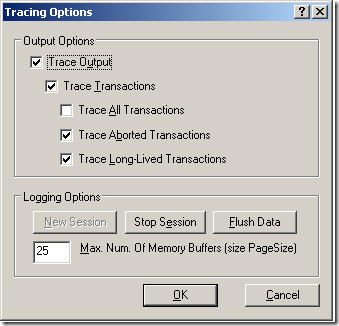 Tracing Options
Output Options
Trace Output
Trace Transactions
Trace All Transactions
Trace Aborted Transactions
Trace Long-Lived Transactions
Logging Options
New Session Stop Session Flush Data
25 Max. Num. Of Memory Buffers (size PageSize)
OK Cancel